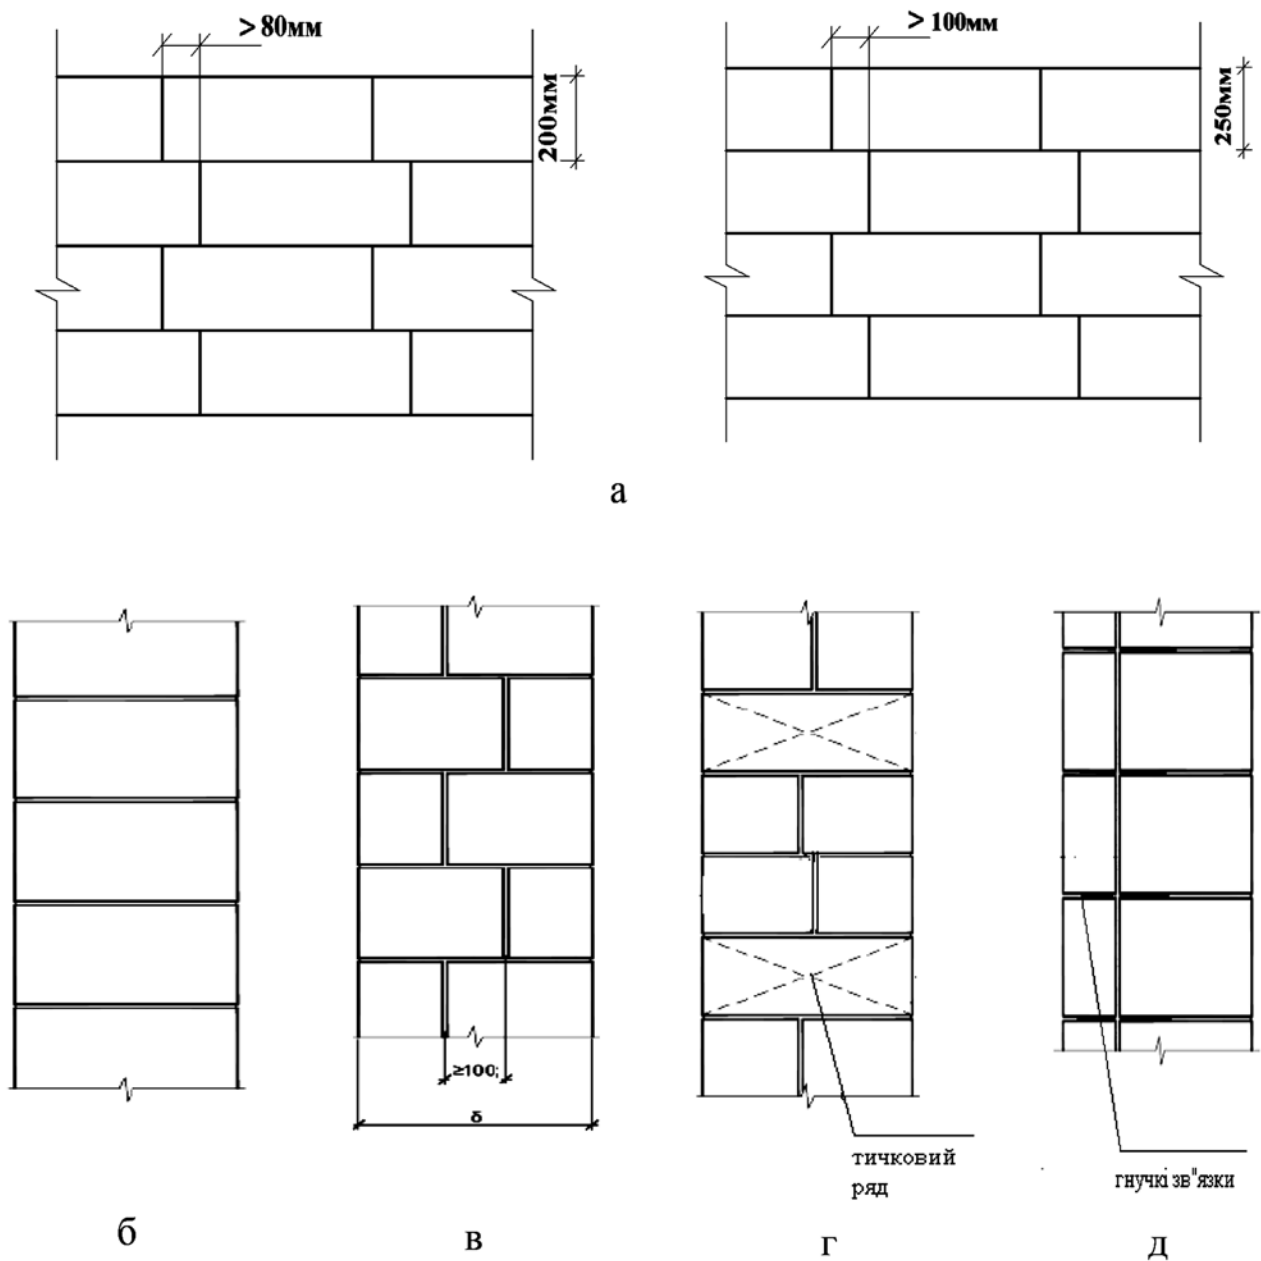 > 80мм
200мм
> 100мм
250мм
а
≥100;
δ
тичковий
ряд
гнучкі зв"язки
б
в
г
д